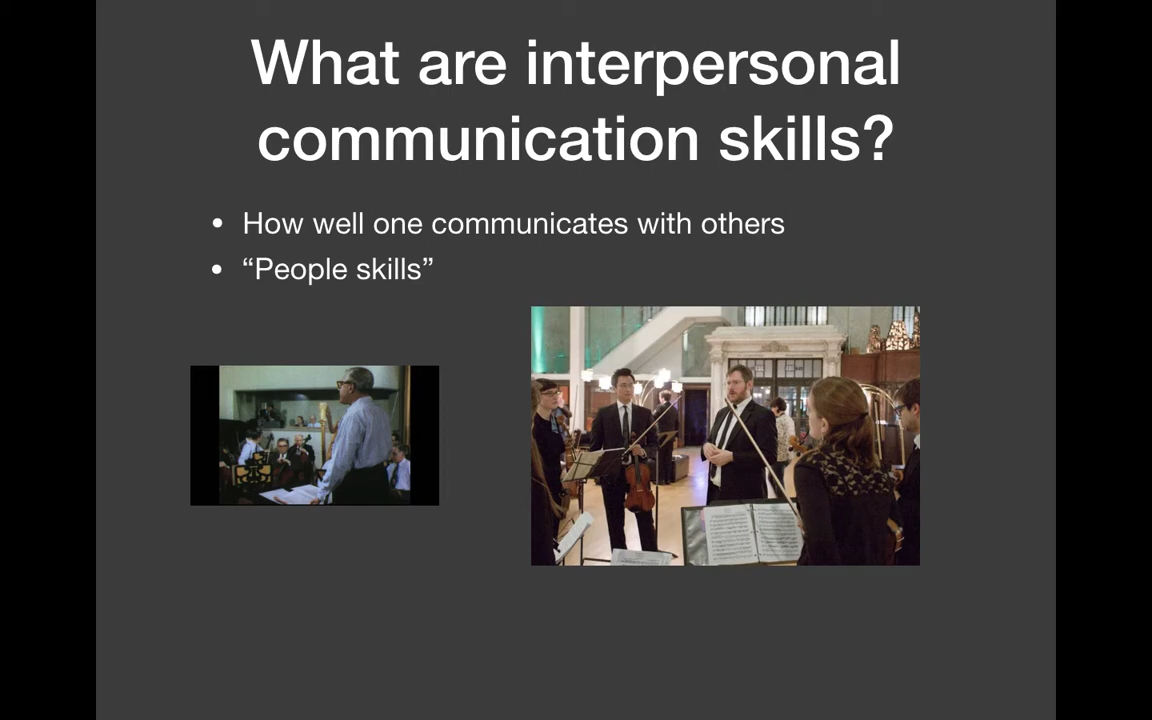 What are interpersonal
communication skills?
• How well one communicates with others
• “People skills”